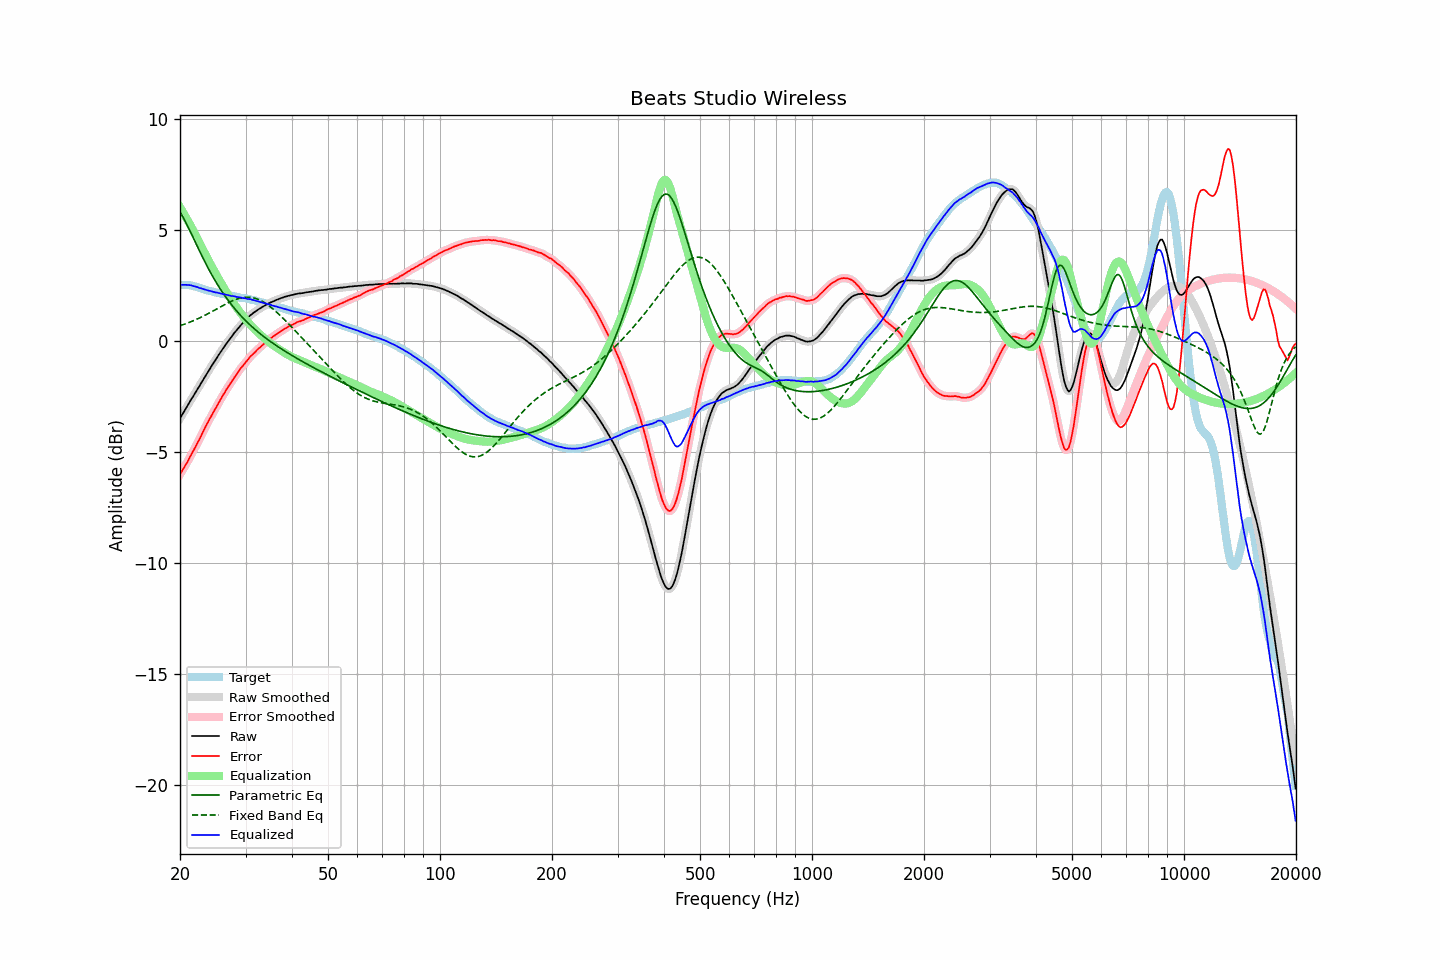 Beats Studio Wireless
10
5
0
−5
−10
−15
−20
Amplitude (dBr)
Target
Raw Smoothed
Error Smoothed
Raw
Error
Equalization
Parametric Eq
Fixed Band Eq
Equalized
20 50 100 200 500 1000 2000 5000 10000 20000
Frequency (Hz)